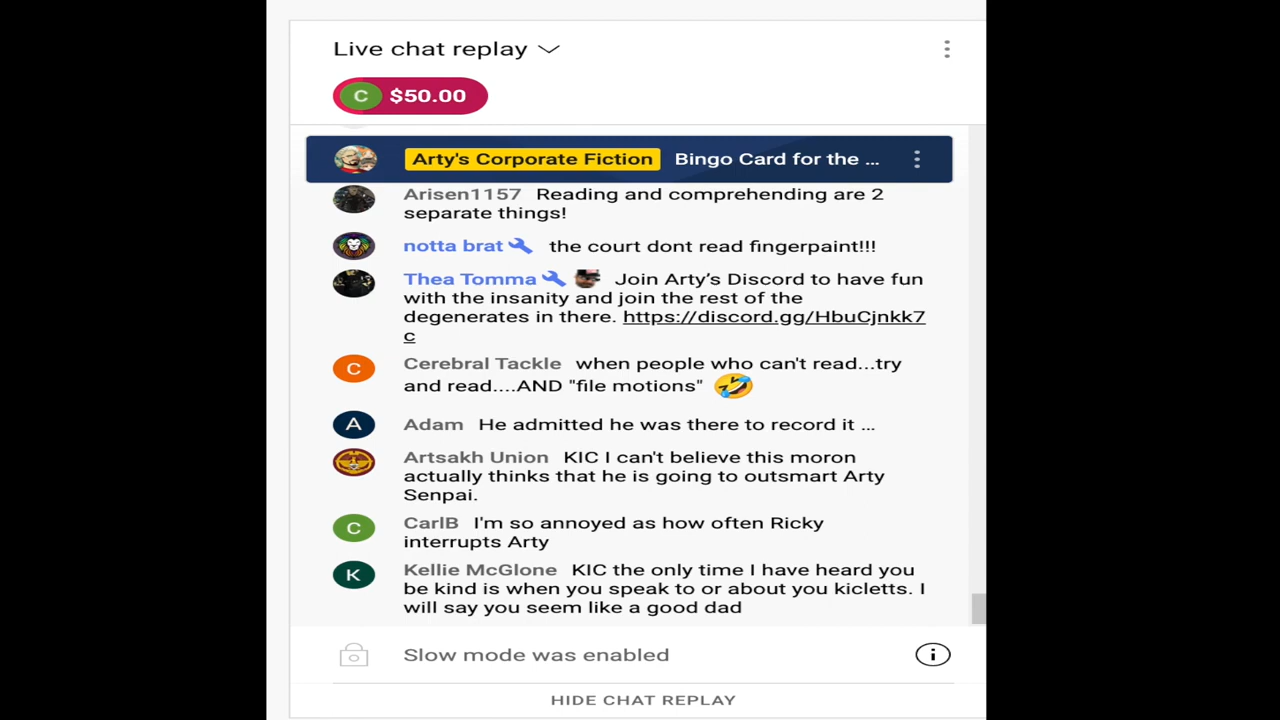 Live chat replay
C $50.00
Arty's Corporate Fiction Bingo Card for the ...
Arisen1157 Reading and comprehending are 2
separate things!
notta brat the court dont read fingerpaint!!!
Thea Tomma Join Arty’s Discord to have fun
with the insanity and join the rest of the
degenerates in there. https://discord.gg/HbuCjnkk7
c
C Cerebral Tackle when people who can't read...try
and read....AND "file motions" 🤣
A Adam He admitted he was there to record it ...
Artsakh Union KIC I can't believe this moron
actually thinks that he is going to outsmart Arty
Senpai.
C CarlB I'm so annoyed as how often Ricky
interrupts Arty
K Kellie McGlone KIC the only time I have heard you
be kind is when you speak to or about you kicletts. I
will say you seem like a good dad
Slow mode was enabled
HIDE CHAT REPLAY